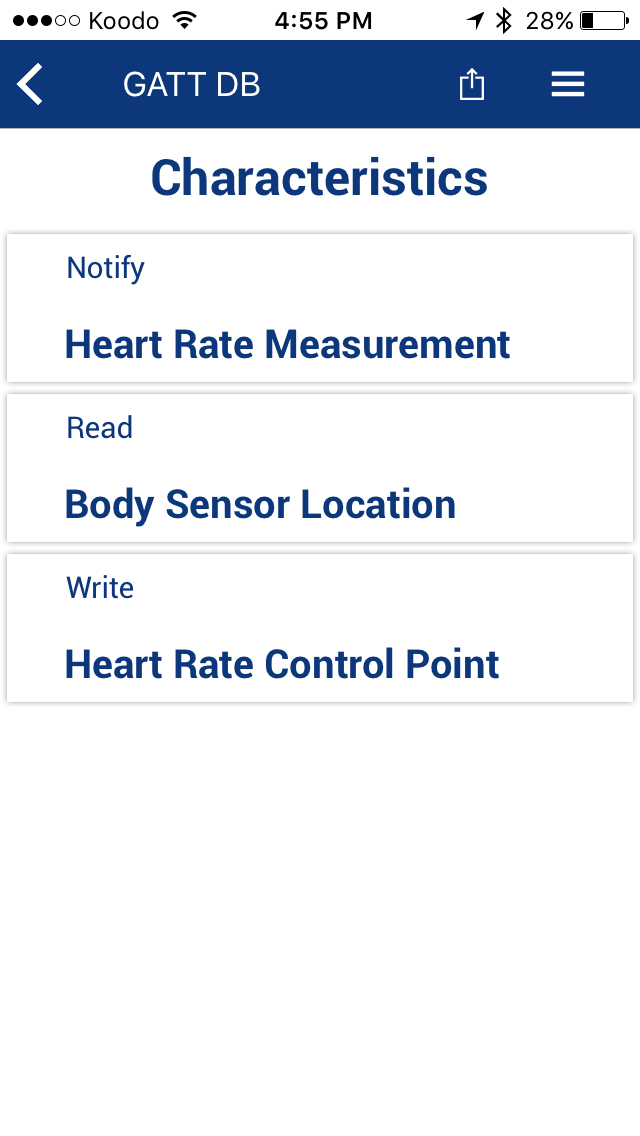 Koodo 4:55 PM 28%
GATT DB
Characteristics
Notify
Heart Rate Measurement
Read
Body Sensor Location
Write
Heart Rate Control Point